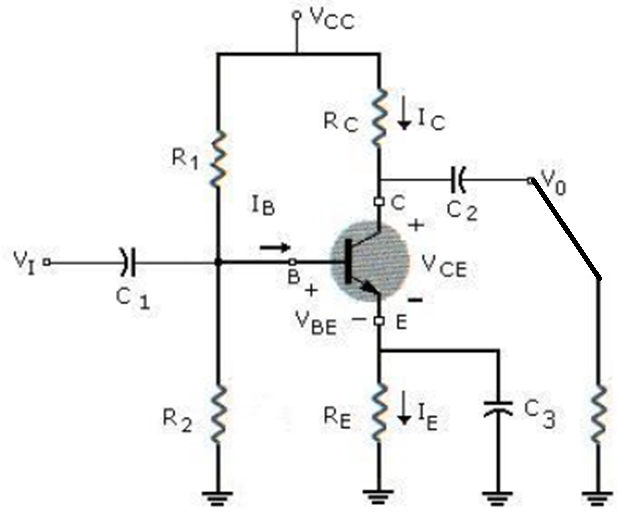 VCC
RC
IC
R1
IB
C
V0
C2
+
VI
VCE
B
C1
+
−
VBE
−
E
R2
RE
IE
C3